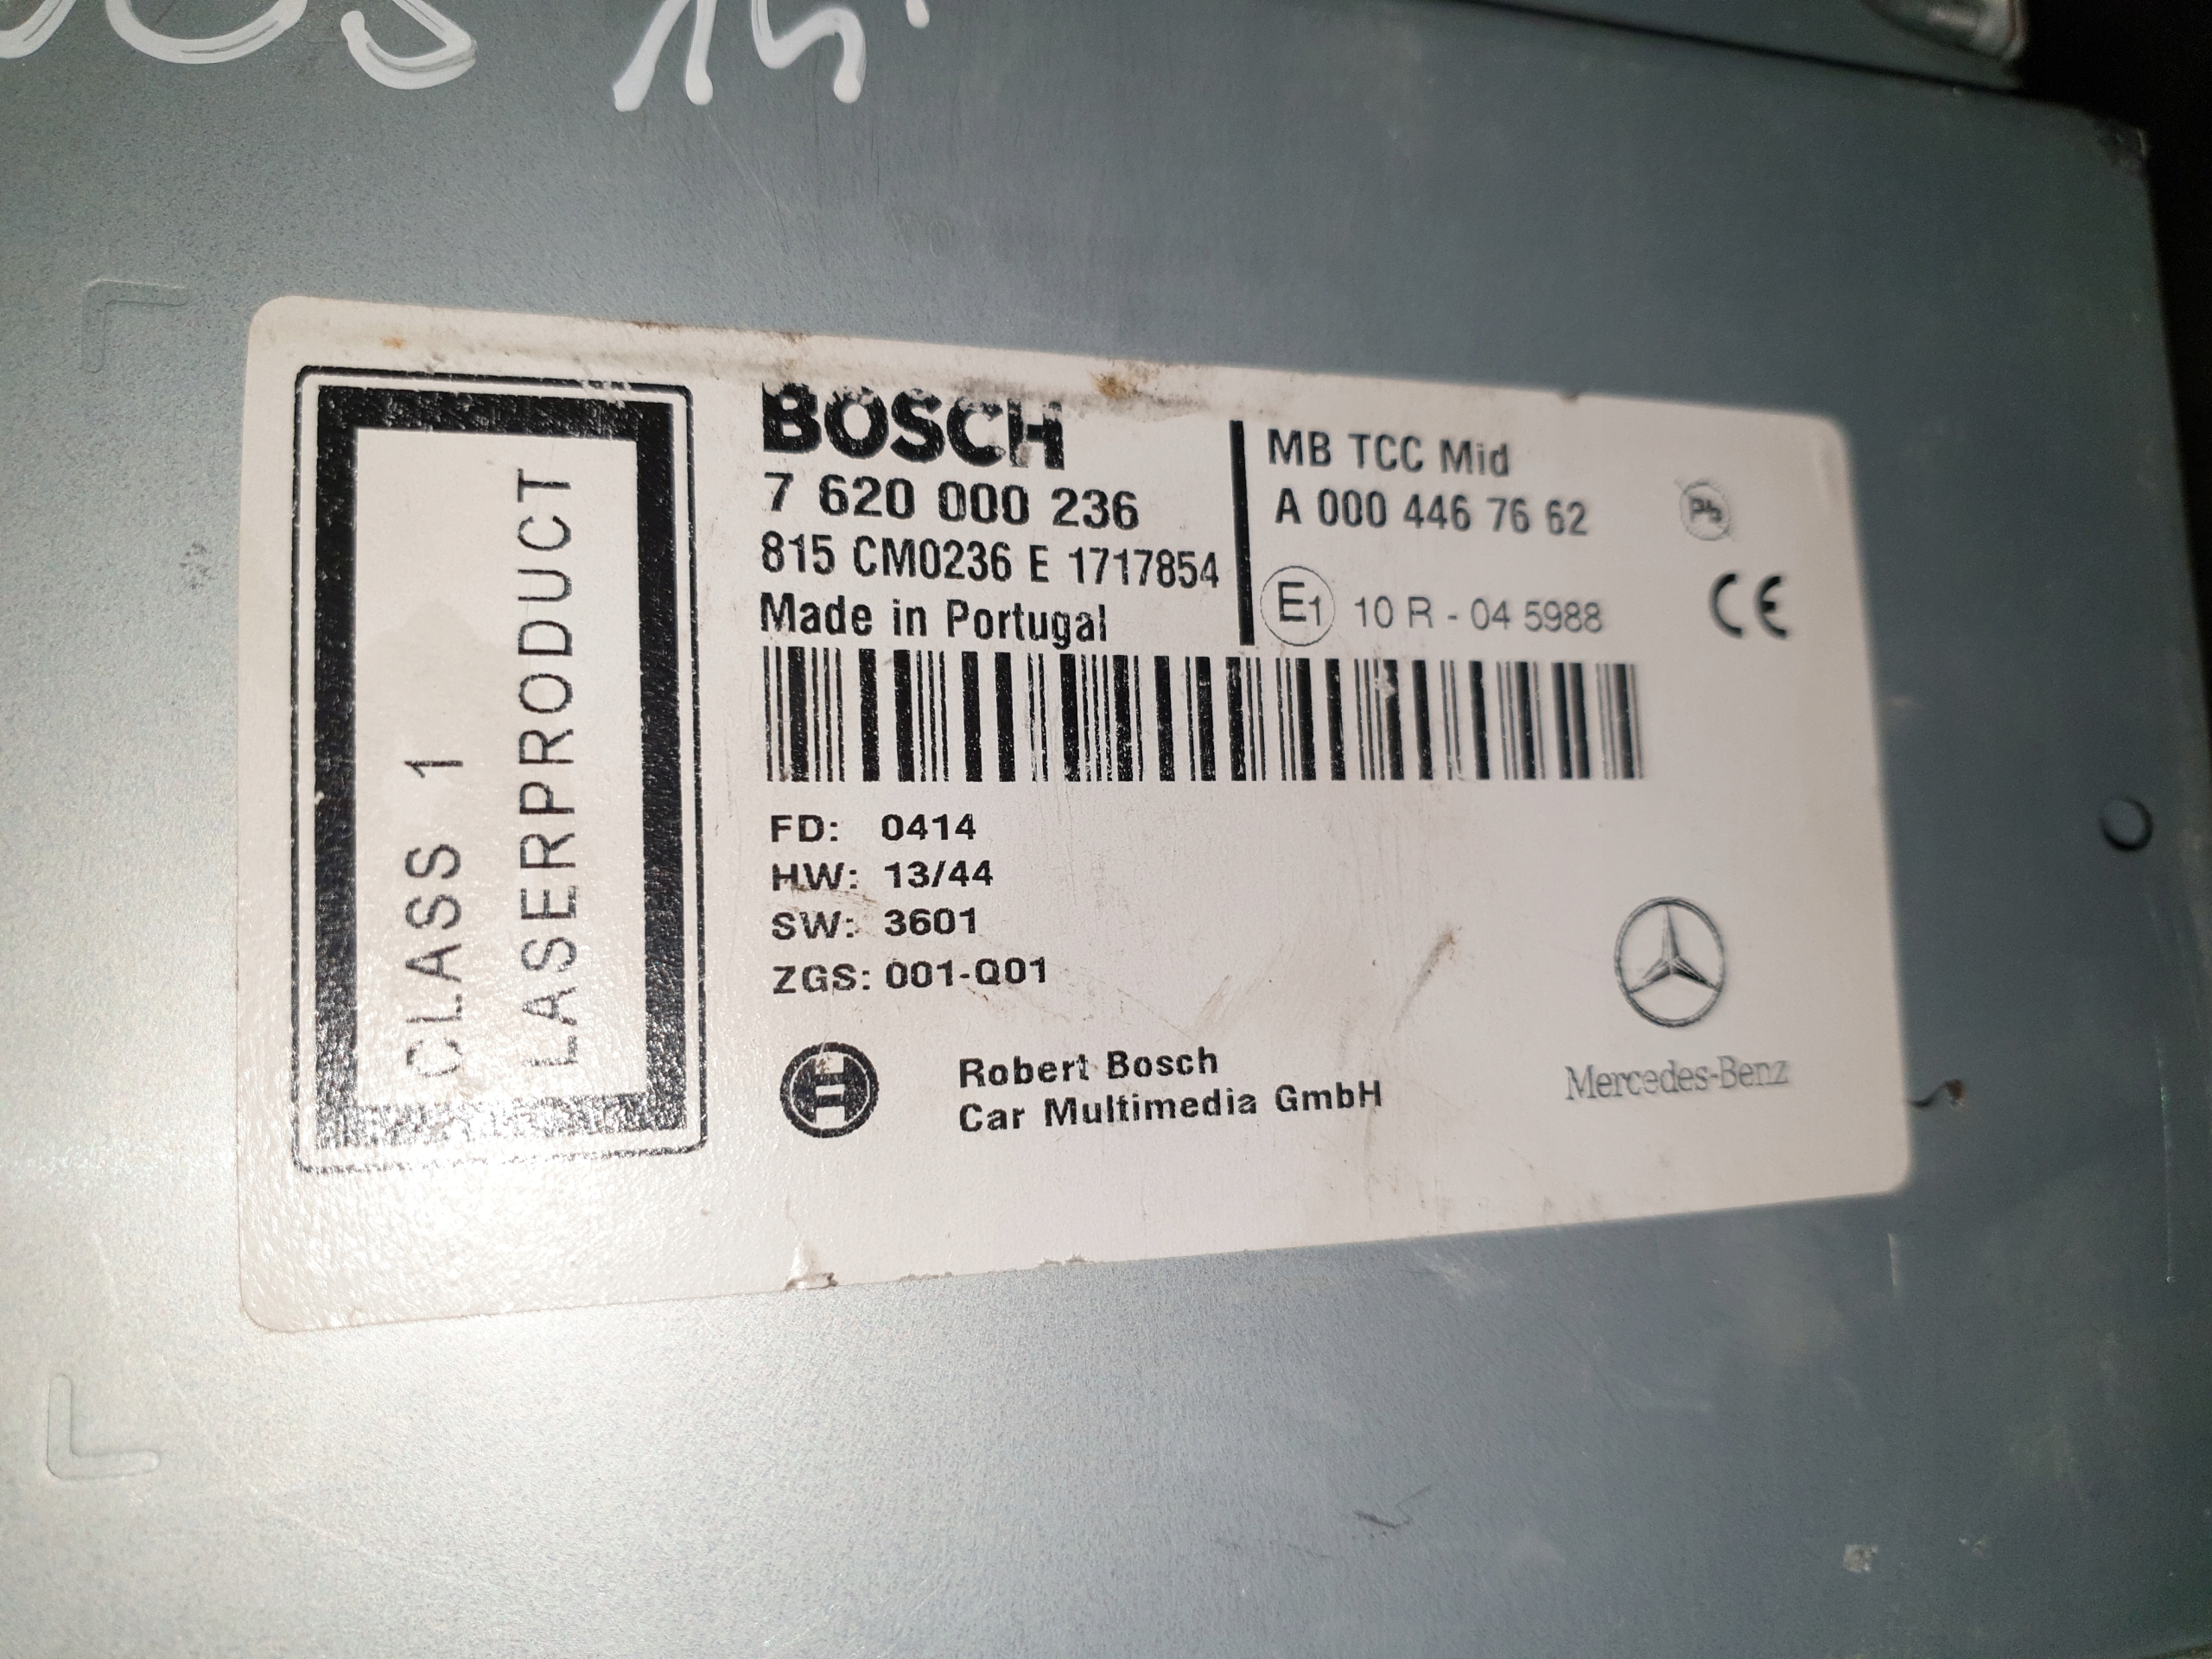 CLASS 1
LASERPRODUCT
BOSCH
7 620 000 236
815 CM0236 E 1717854
Made in Portugal
MB TCC Mid
A 000 446 76 62
Pb
E1 10 R - 04 5988
CE
FD: 0414
HW: 13/44
SW: 3601
ZGS: 001-Q01
Robert Bosch
Car Multimedia GmbH
Mercedes-Benz